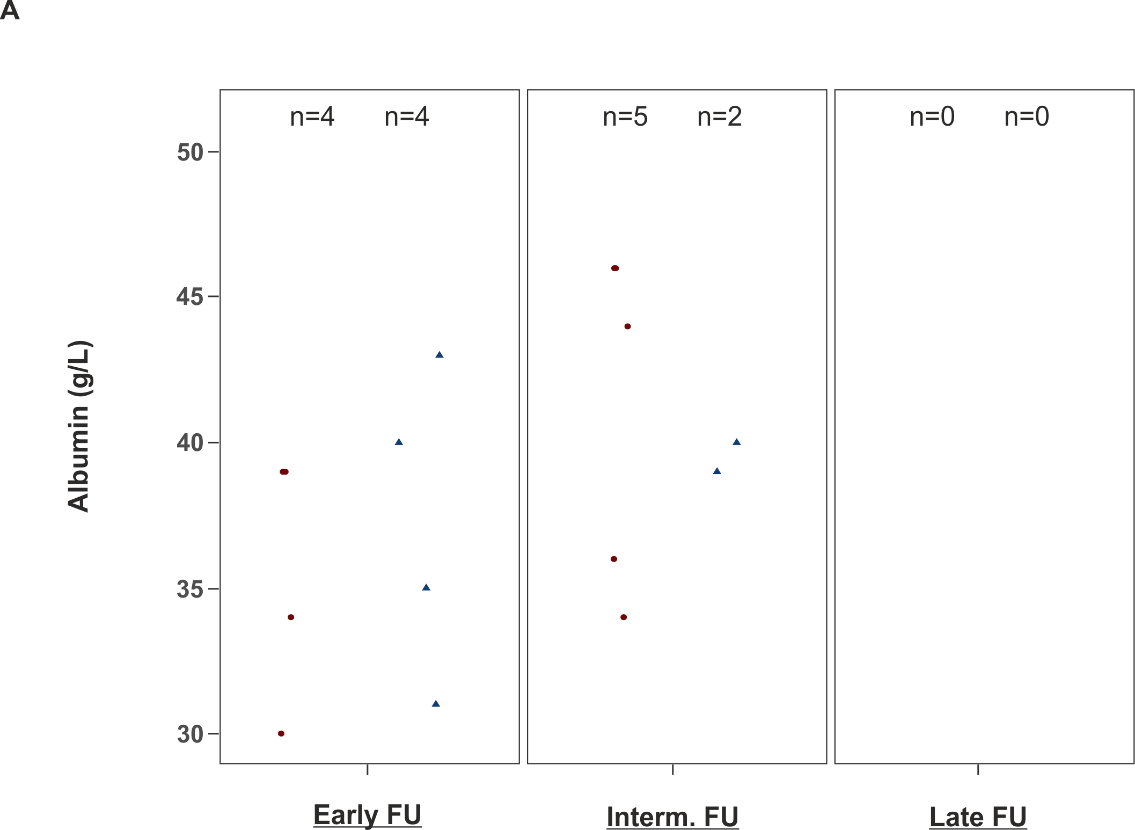 A
n=4 n=4 n=5 n=2 n=0 n=0
50
45
40
35
30
Albumin (g/L)
Early FU Interm. FU Late FU